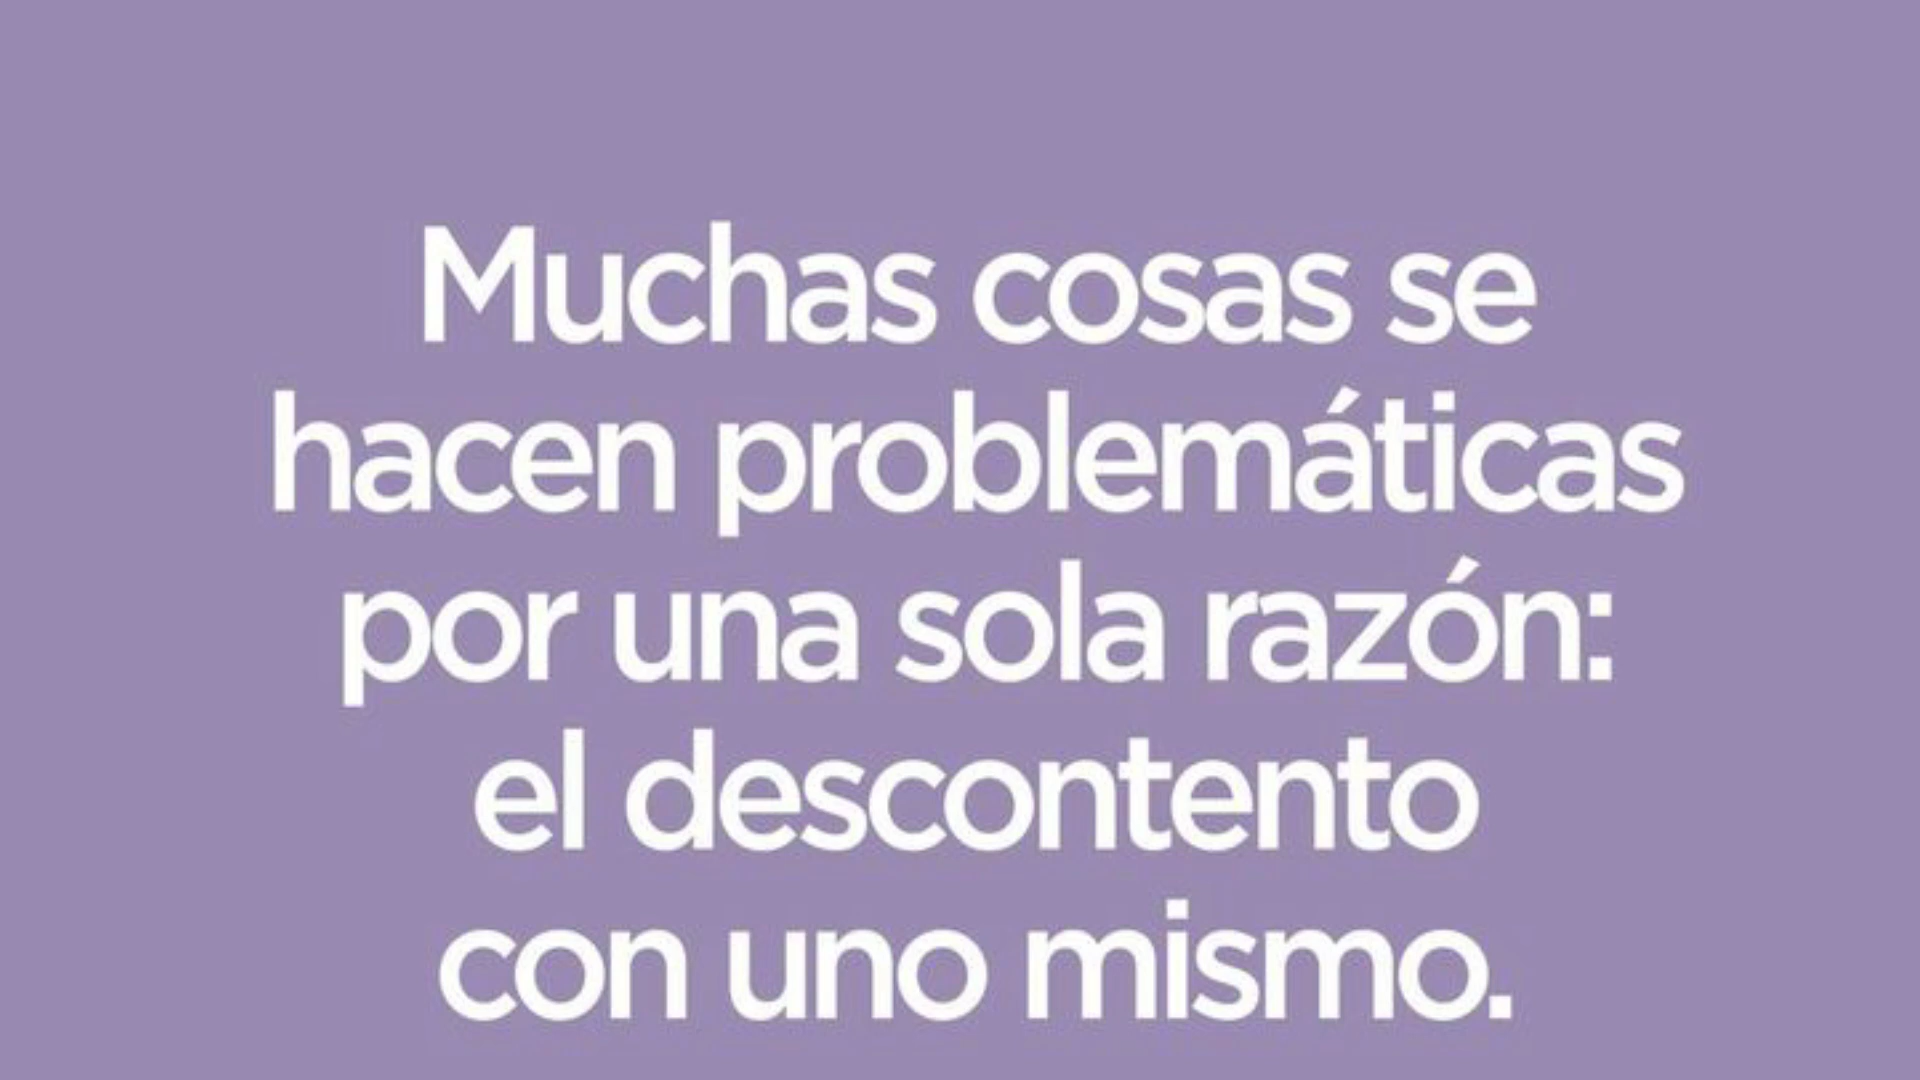 Muchas cosas se
hacen problemáticas
por una sola razón:
el descontento
con uno mismo.